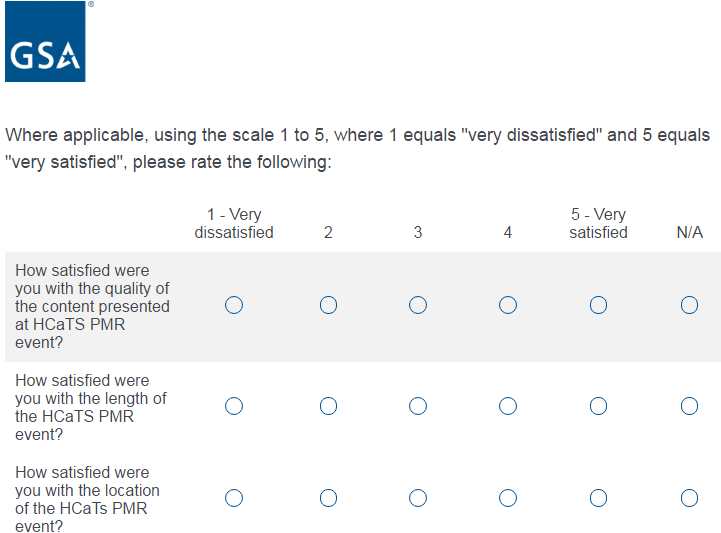 GSA
®
Where applicable, using the scale 1 to 5, where 1 equals "very dissatisfied" and 5 equals
"very satisfied", please rate the following:
1 - Very
dissatisfied
2
3
4
5 - Very
satisfied
N/A
How satisfied were
you with the quality of
the content presented
at HCaTS PMR
event?
How satisfied were
you with the length of
the HCaTS PMR
event?
How satisfied were
you with the location
of the HCaTs PMR
event?